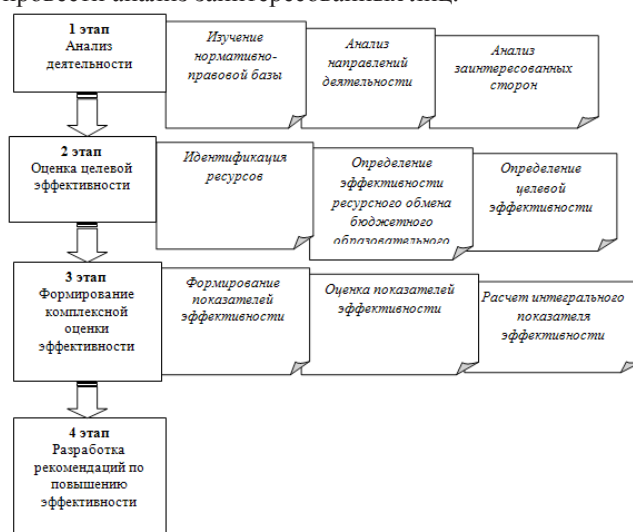 провести анализ заинтересованных лиц.
1 этап
Анализ
деятельности
Изучение
нормативно-
правовой базы
Анализ
направлений
деятельности
Анализ
заинтересованных
сторон
2 этап
Оценка целевой
эффективности
Идентификация
ресурсов
Определение
эффективности
ресурсного обмена
бюджетного
образовательного
Определение
целевой
эффективности
3 этап
Формирование
комплексной
оценки
эффективности
Формирование
показателей
эффективности
Оценка показателей
эффективности
Расчет интегрального
показателя
эффективности
4 этап
Разработка
рекомендаций по
повышению
эффективности